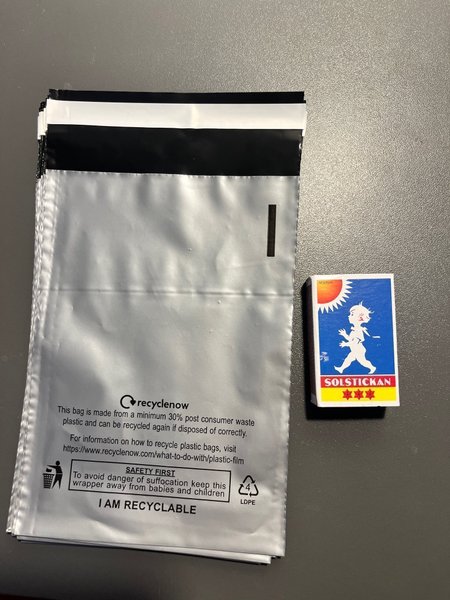 recyclenow
This bag is made from a minimum 30% post consumer waste
plastic and can be recycled again if disposed of correctly.
For information on how to recycle plastic bags, visit
https://www.recyclenow.com/what-to-do-with/plastic-film
SAFETY FIRST
To avoid danger of suffocation keep this
wrapper away from babies and children
4
LDPE
I AM RECYCLABLE
SOLSTICKAN